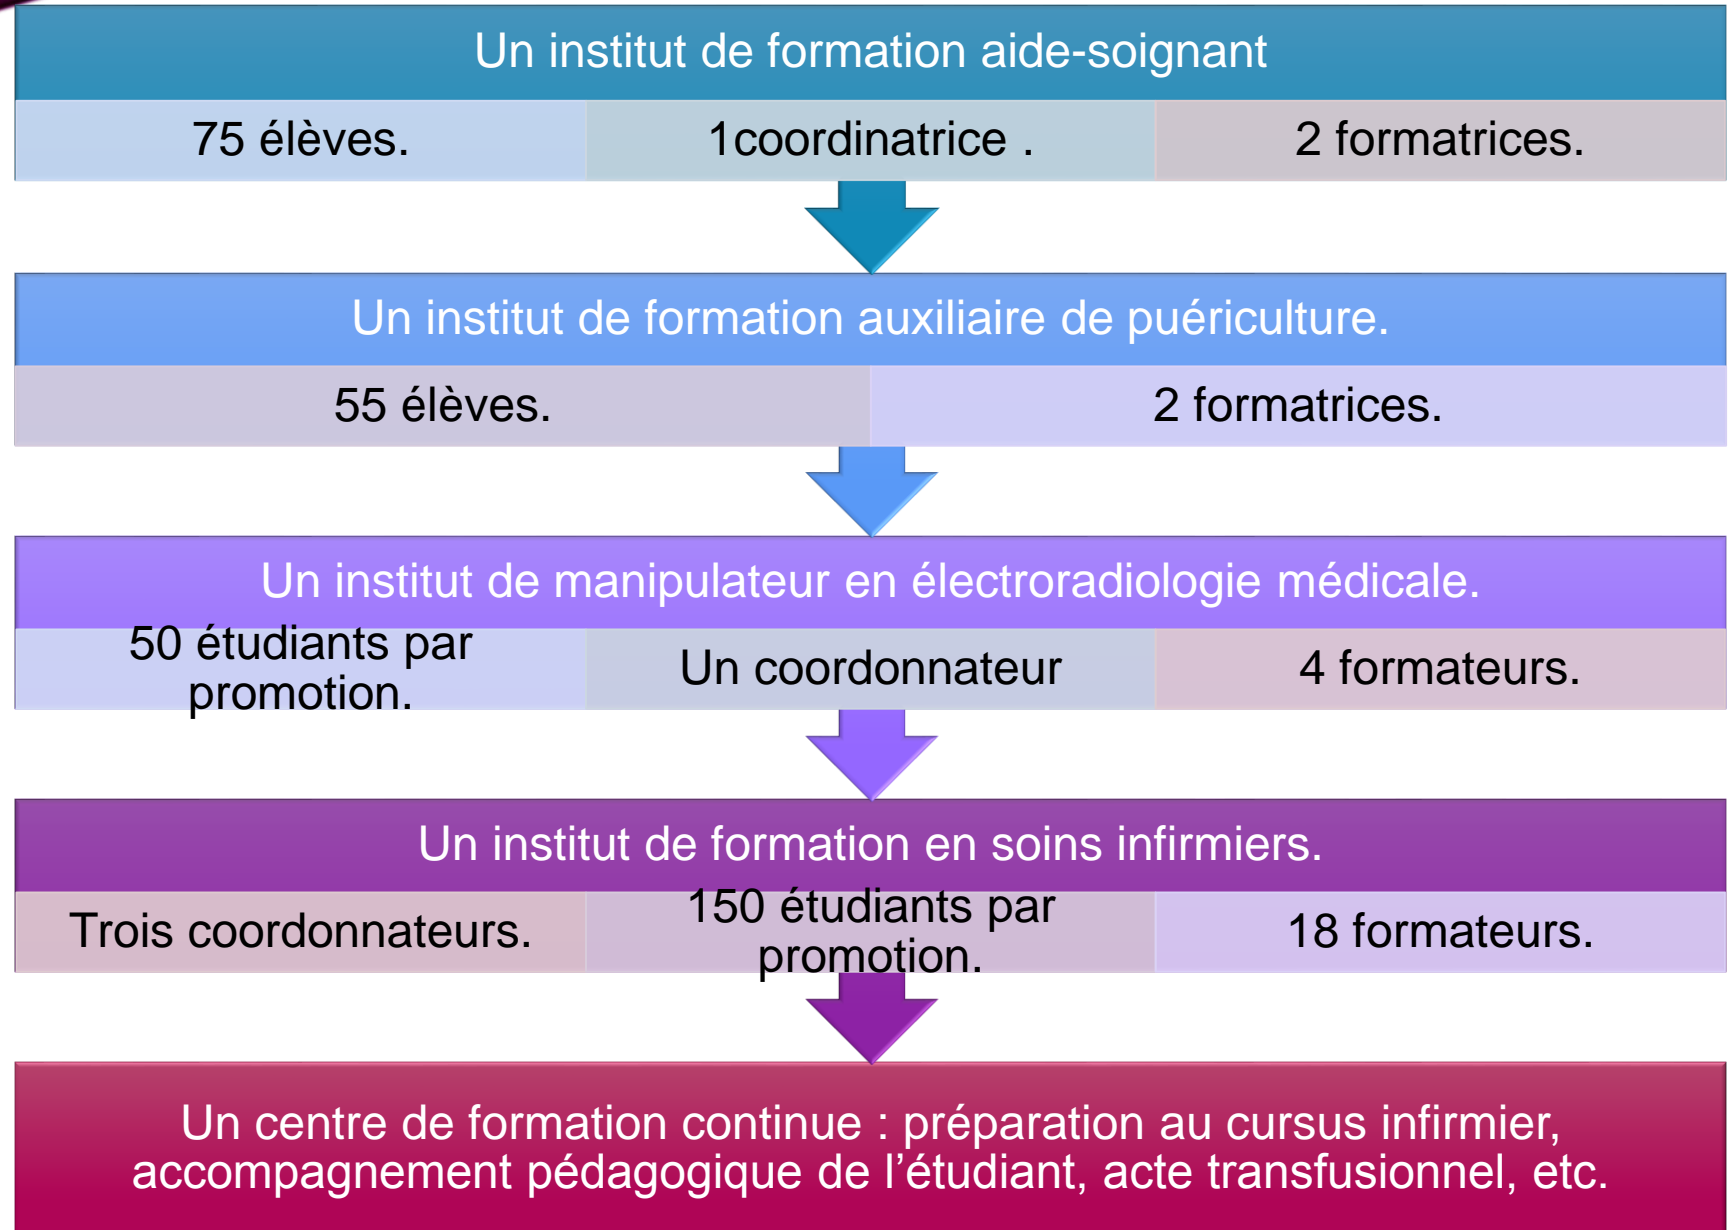 Un institut de formation aide-soignant
75 élèves.
1coordinatrice .
2 formatrices.
Un institut de formation auxiliaire de puériculture.
55 élèves.
2 formatrices.
Un institut de manipulateur en électroradiologie médicale.
50 étudiants par
promotion.
Un coordonnateur
4 formateurs.
Un institut de formation en soins infirmiers.
Trois coordonnateurs.
150 étudiants par
promotion.
18 formateurs.
Un centre de formation continue : préparation au cursus infirmier,
accompagnement pédagogique de l’étudiant, acte transfusionnel, etc.